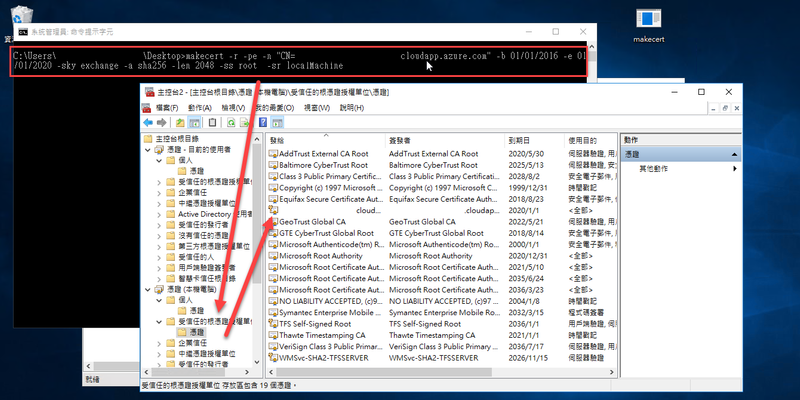 系統管理員: 命令提示字元
makecert
C:\Users\ \Desktop>makecert -r -pe -n "CN= cloudapp.azure.com" -b 01/01/2016 -e 01
/01/2020 -sky exchange -a sha256 -len 2048 -ss root -sr localMachine
主控台2 - [主控台根目錄\憑證 (本機電腦)\受信任的根憑證授權單位\憑證]
檔案(F) 動作(A) 檢視(V) 我的最愛(O) 視窗(W) 說明(H)
主控台根目錄
憑證 - 目前的使用者
個人
憑證
受信任的根憑證授權單位
企業信任
中繼憑證授權單位
Active Directory 使用者
受信任的發行者
沒有信任的憑證
第三方根憑證授權單位
受信任的人
用戶端驗證簽發者
智慧卡信任根目錄
憑證 (本機電腦)
個人
憑證
受信任的根憑證授權單位
憑證
企業信任
中繼憑證授權單位
受信任的發行者
發給 簽發者 到期日 使用目的
AddTrust External CA Root AddTrust External CA Root 2020/5/30 伺服器驗證, 用...
Baltimore CyberTrust Root Baltimore CyberTrust Root 2025/5/13 伺服器驗證,
Class 3 Public Primary Certificat... Class 3 Public Primary Certificatio... 2028/8/2 安全電子郵件,
Copyright (c) 1997 Microsoft ... Copyright (c) 1997 Microsoft Corp. 1999/12/31 時間戳記
Equifax Secure Certificate Aut... Equifax Secure Certificate Authority 2018/8/23 安全電子郵件,
.cloud... .cloudap... 2020/1/1 <全部>
GeoTrust Global CA GeoTrust Global CA 2022/5/21 伺服器驗證, 用
GTE CyberTrust Global Root GTE CyberTrust Global Root 2018/8/14 安全電子郵件,
Microsoft Authenticode(tm) R... Microsoft Authenticode(tm) Ro... 2000/1/1 安全電子郵件,
Microsoft Root Authority Microsoft Root Authority 2020/12/31 <全部>
Microsoft Root Certificate Aut... Microsoft Root Certificate Auth... 2021/5/10 <全部>
Microsoft Root Certificate Aut... Microsoft Root Certificate Auth... 2035/6/24 <全部>
Microsoft Root Certificate Aut... Microsoft Root Certificate Auth... 2036/3/23 <全部>
NO LIABILITY ACCEPTED, (c)97 ... NO LIABILITY ACCEPTED, (c)97 ... 2004/1/8 時間戳記
Symantec Enterprise Mobile ... Symantec Enterprise Mobile Ro... 2032/3/15 程式碼簽署
TFS Self-Signed Root TFS Self-Signed Root 2036/1/1 用戶端驗證,
Thawte Timestamping CA Thawte Timestamping CA 2021/1/1 時間戳記
VeriSign Class 3 Public Primar... VeriSign Class 3 Public Primary ... 2036/7/17 伺服器驗證,
WMSvc-SHA2-TFSSERVER WMSvc-SHA2-TFSSERVER 2026/11/15 伺服器驗證
動作
憑證
其他動作
受信任的根憑證授權單位 存放區包含 19 個憑證。
就緒